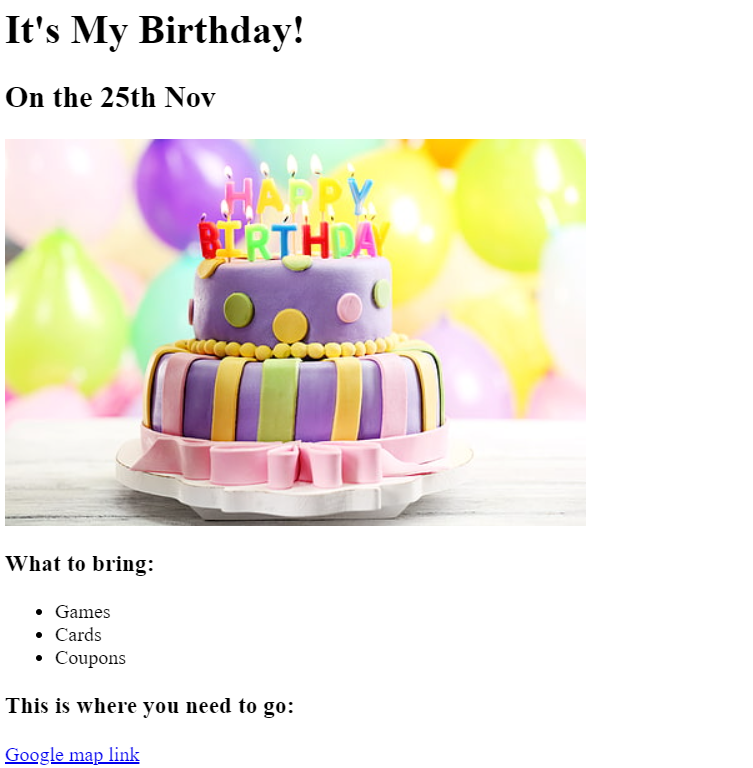 It's My Birthday!
On the 25th Nov
HAPPY
BIRTHDAY
What to bring:
Games
Cards
Coupons
This is where you need to go:
Google map link